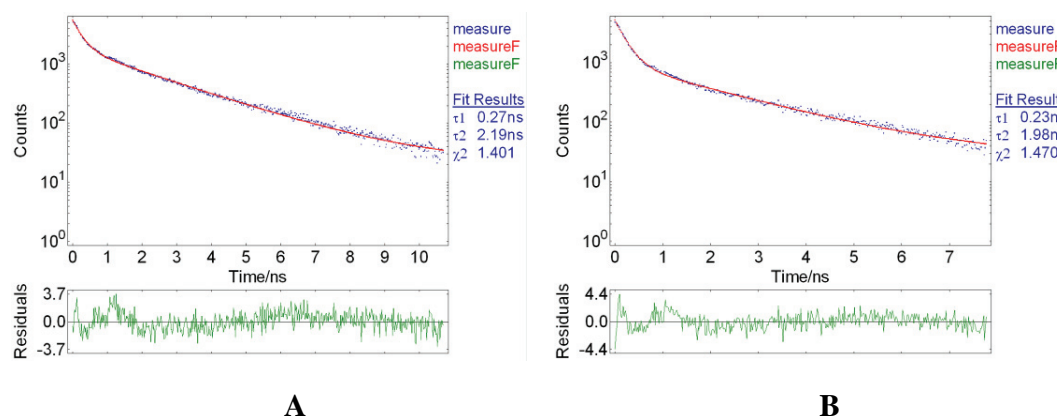 measure
measureF
measureF
Fit Results
τ1 0.27ns
τ2 2.19ns
χ2 1.401
Counts
10³
10²
10¹
10⁰
0 1 2 3 4 5 6 7 8 9 10
Time/ns
Residuals
3.7
0.0
-3.7
A
measure
measureF
measureF
Fit Result
τ1 0.23n
τ2 1.98n
χ2 1.470
Counts
10³
10²
10¹
10⁰
0 1 2 3 4 5 6 7
Time/ns
Residuals
4.4
0.0
-4.4
B